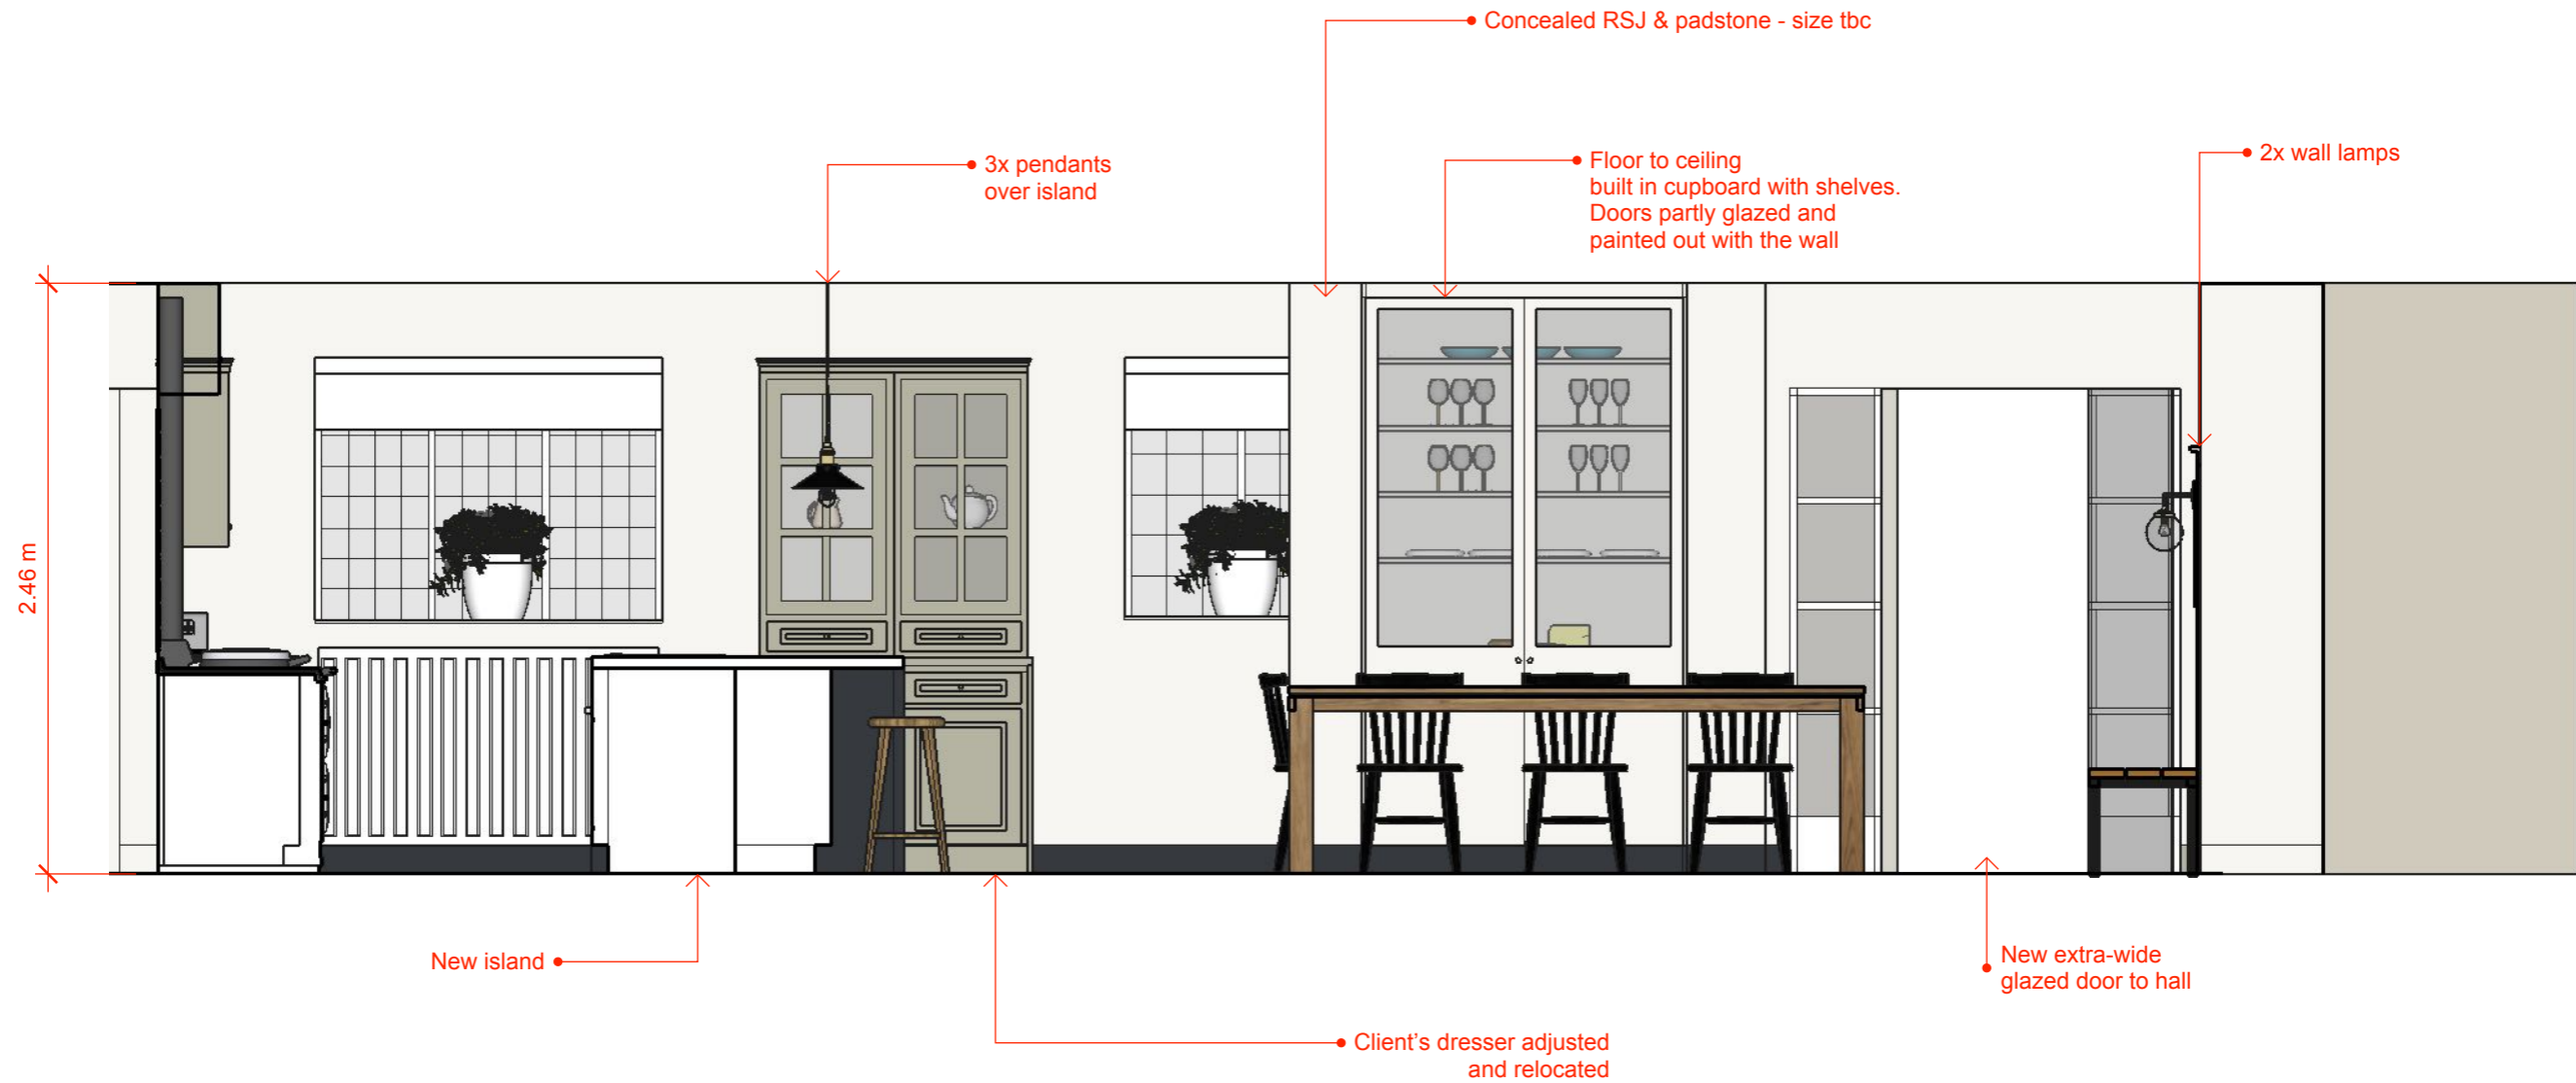 Concealed RSJ & padstone - size tbc
3x pendants
over island
Floor to ceiling
built in cupboard with shelves.
Doors partly glazed and
painted out with the wall
2x wall lamps
2.46 m
New island
New extra-wide
glazed door to hall
Client’s dresser adjusted
and relocated